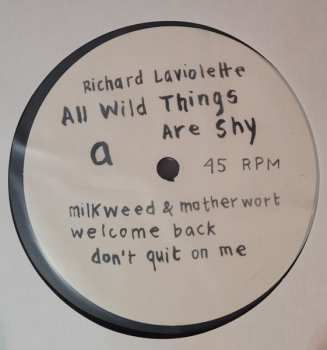 Richard Laviolette
All Wild Things
Are Shy
a
45 RPM
milkweed & motherwort
welcome back
don't quit on me